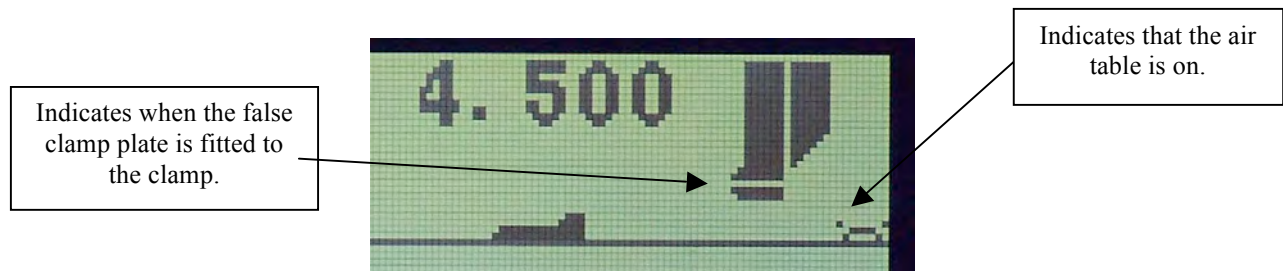 Indicates when the false
clamp plate is fitted to
the clamp.
4. 500
Indicates that the air
table is on.